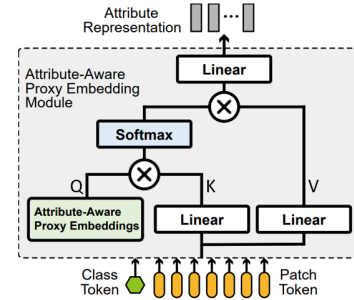 Attribute
Representation
Attribute-Aware
Proxy Embedding
Module
Linear
Softmax
Q
K
V
Attribute-Aware
Proxy Embeddings
Linear
Linear
Class
Token
Patch
Token